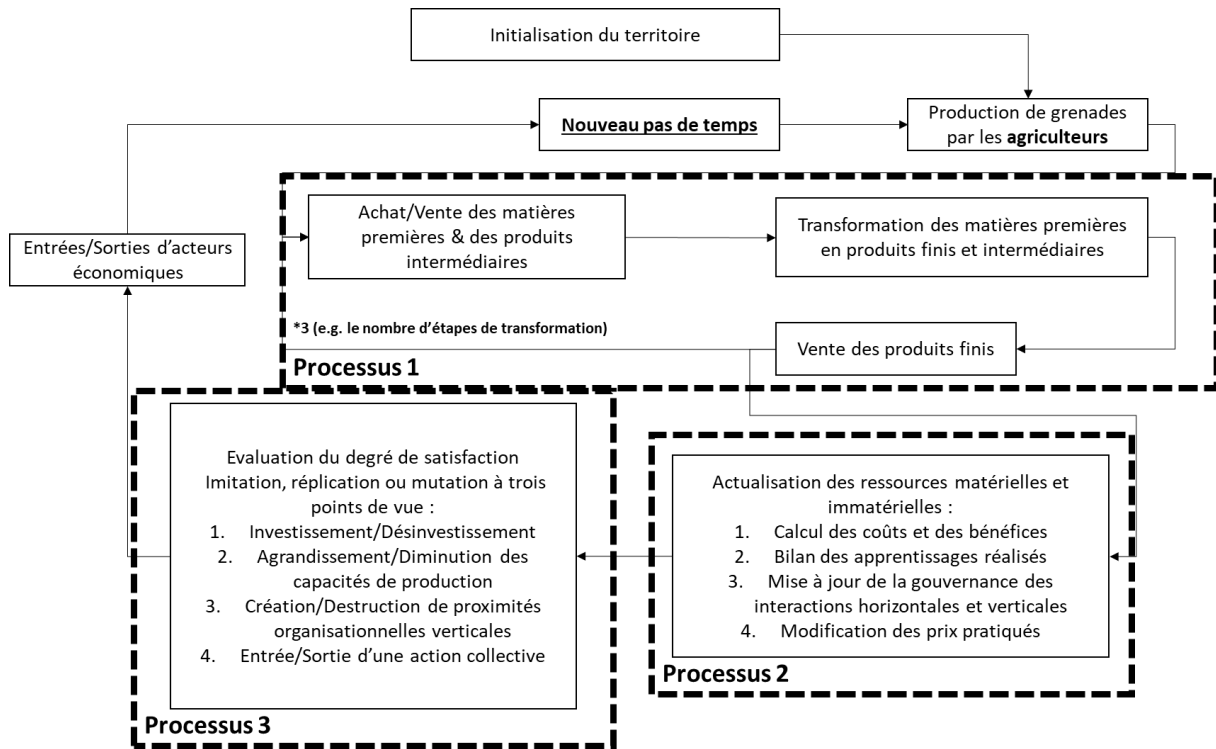 Initialisation du territoire
Nouveau pas de temps
Production de grenades
par les agriculteurs
Entrées/Sorties d'acteurs
économiques
Achat/Vente des matières
premières & des produits
intermédiaires
Transformation des matières premières
en produits finis et intermédiaires
*3 (e.g. le nombre d'étapes de transformation)
Vente des produits finis
Processus 1
Evaluation du degré de satisfaction
Imitation, réplication ou mutation à trois
points de vue :
1. Investissement/Désinvestissement
2. Agrandissement/Diminution des
capacités de production
3. Création/Destruction de proximités
organisationnelles verticales
4. Entrée/Sortie d'une action collective
Processus 3
Actualisation des ressources matérielles et
immatérielles :
1. Calcul des coûts et des bénéfices
2. Bilan des apprentissages réalisés
3. Mise à jour de la gouvernance des
interactions horizontales et verticales
4. Modification des prix pratiqués
Processus 2